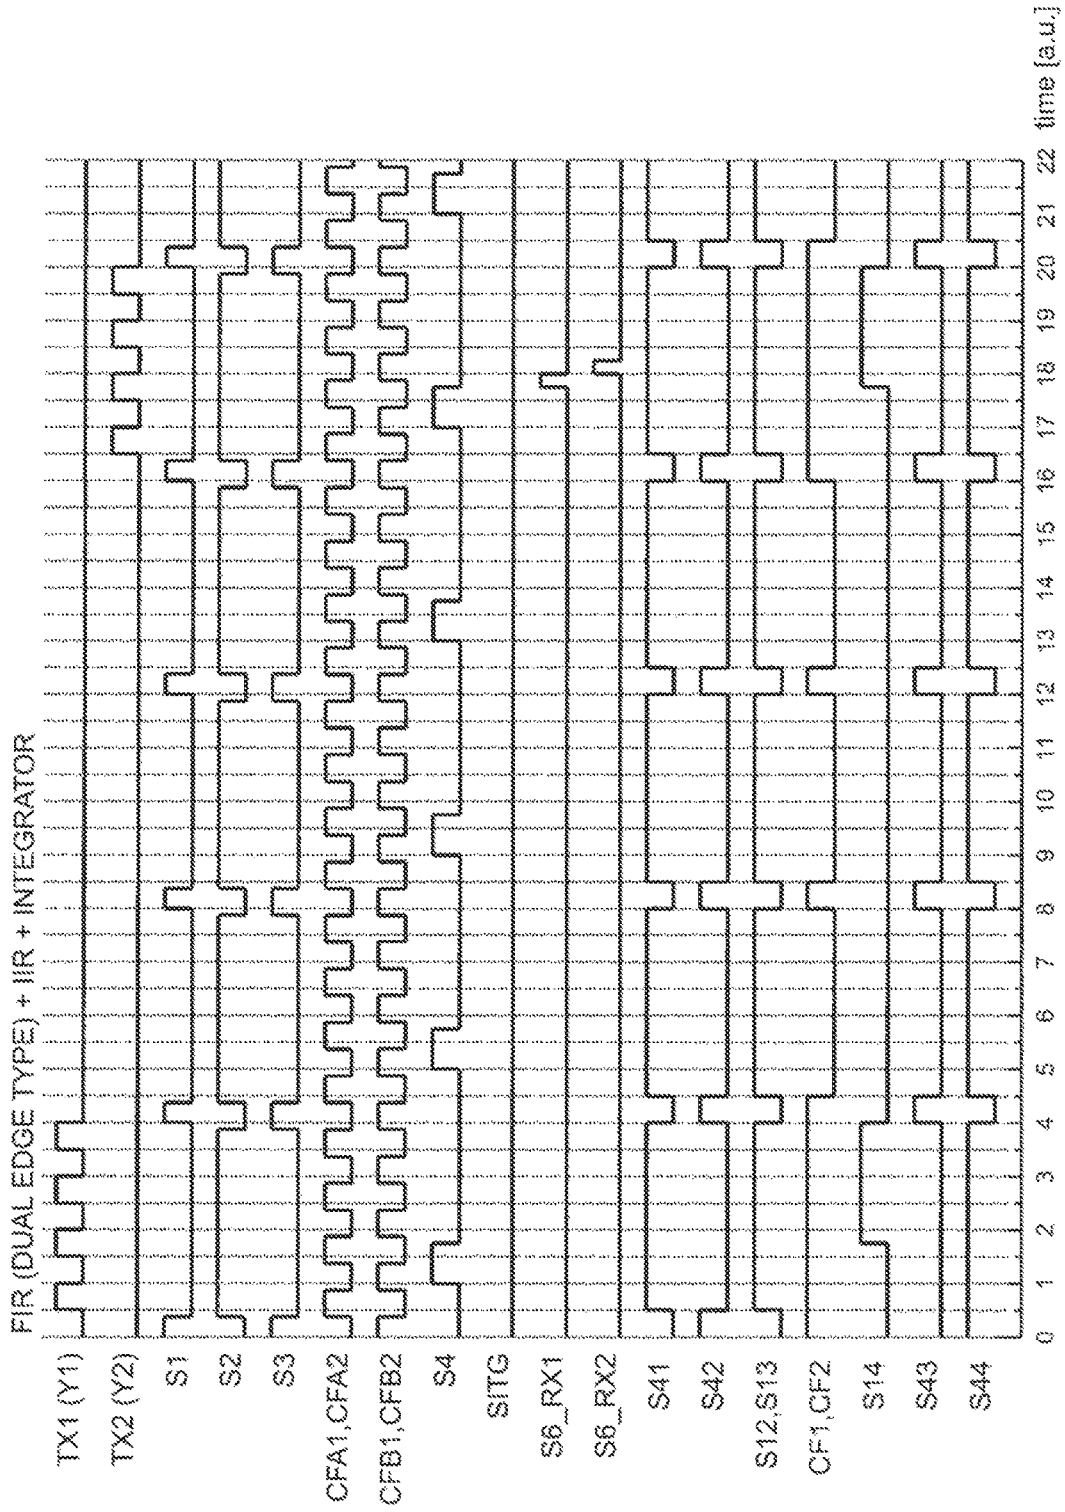 FIR (DUAL EDGE TYPE) + IIR + INTEGRATOR
TX1 (Y1)
TX2 (Y2)
S1
S2
S3
CFA1,CFA2
CFB1,CFB2
S4
SITG
S6_RX1
S6_RX2
S41
S42
S12,S13
CF1,CF2
S14
S43
S44
0 1 2 3 4 5 6 7 8 9 10 11 12 13 14 15 16 17 18 19 20 21 22 time [a.u.]